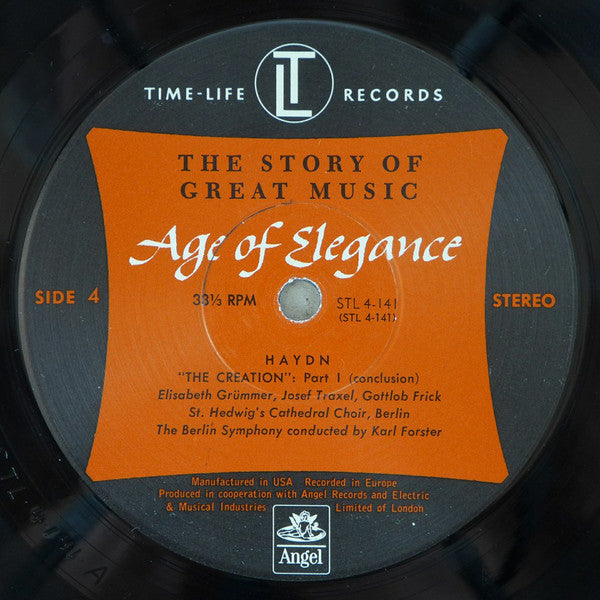 TIME-LIFE LT RECORDS
THE STORY OF
GREAT MUSIC
Age of Elegance
SIDE 4 33⅓ RPM STL 4-141 STEREO
(STL 4-141)
HAYDN
"THE CREATION": Part I (conclusion)
Elisabeth Grümmer, Josef Traxel, Gottlob Frick
St. Hedwig's Cathedral Choir, Berlin
The Berlin Symphony conducted by Karl Forster
Manufactured in USA Recorded in Europe
Produced in cooperation with Angel Records and Electric
& Musical Industries Limited of London
Angel